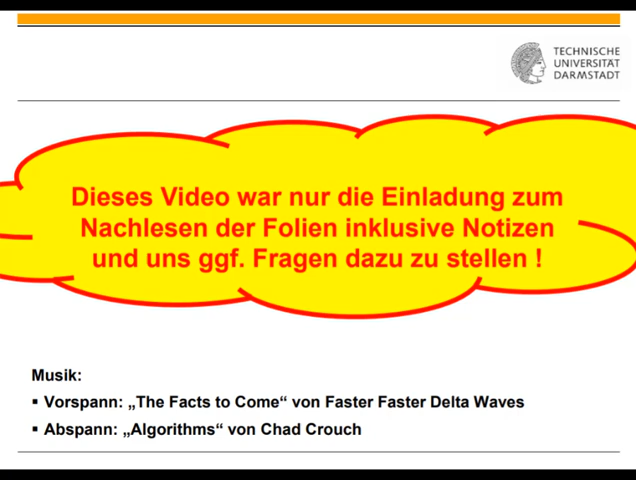 TECHNISCHE
UNIVERSITÄT
DARMSTADT
Dieses Video war nur die Einladung zum
Nachlesen der Folien inklusive Notizen
und uns ggf. Fragen dazu zu stellen !
Musik:
▪ Vorspann: „The Facts to Come“ von Faster Faster Delta Waves
▪ Abspann: „Algorithms“ von Chad Crouch